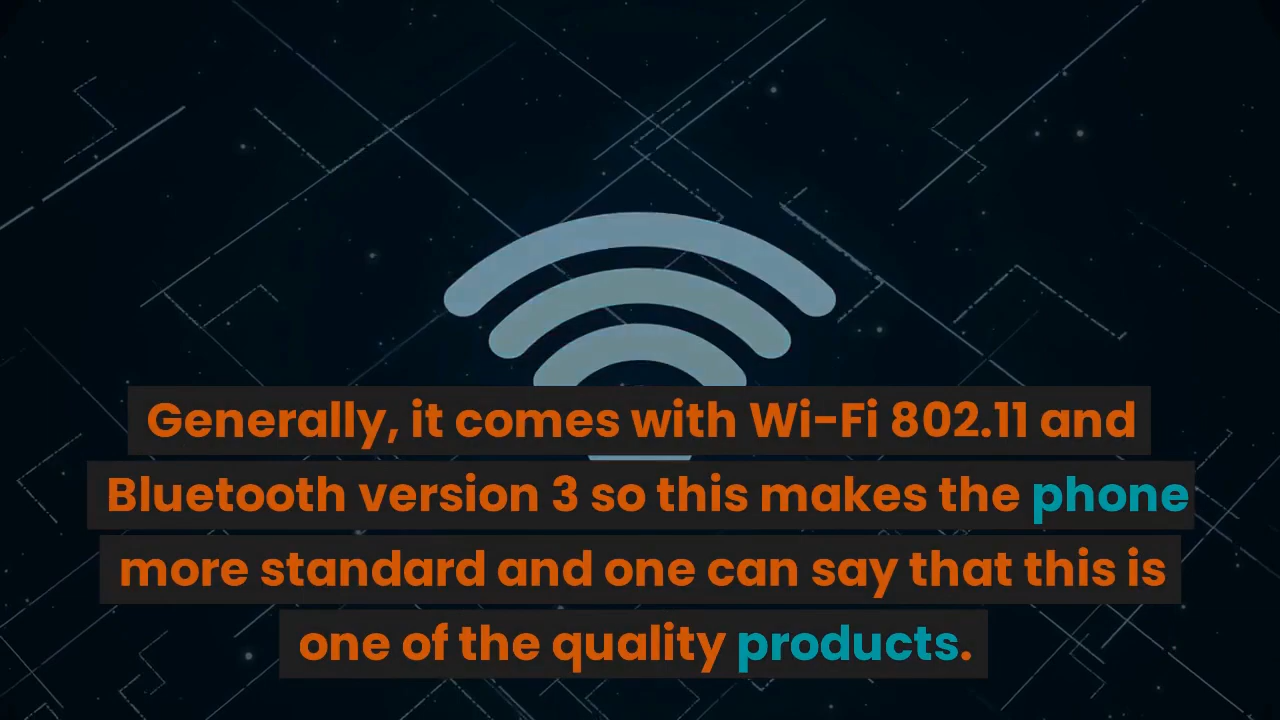 Generally, it comes with Wi-Fi 802.11 and
Bluetooth version 3 so this makes the phone
more standard and one can say that this is
one of the quality products.